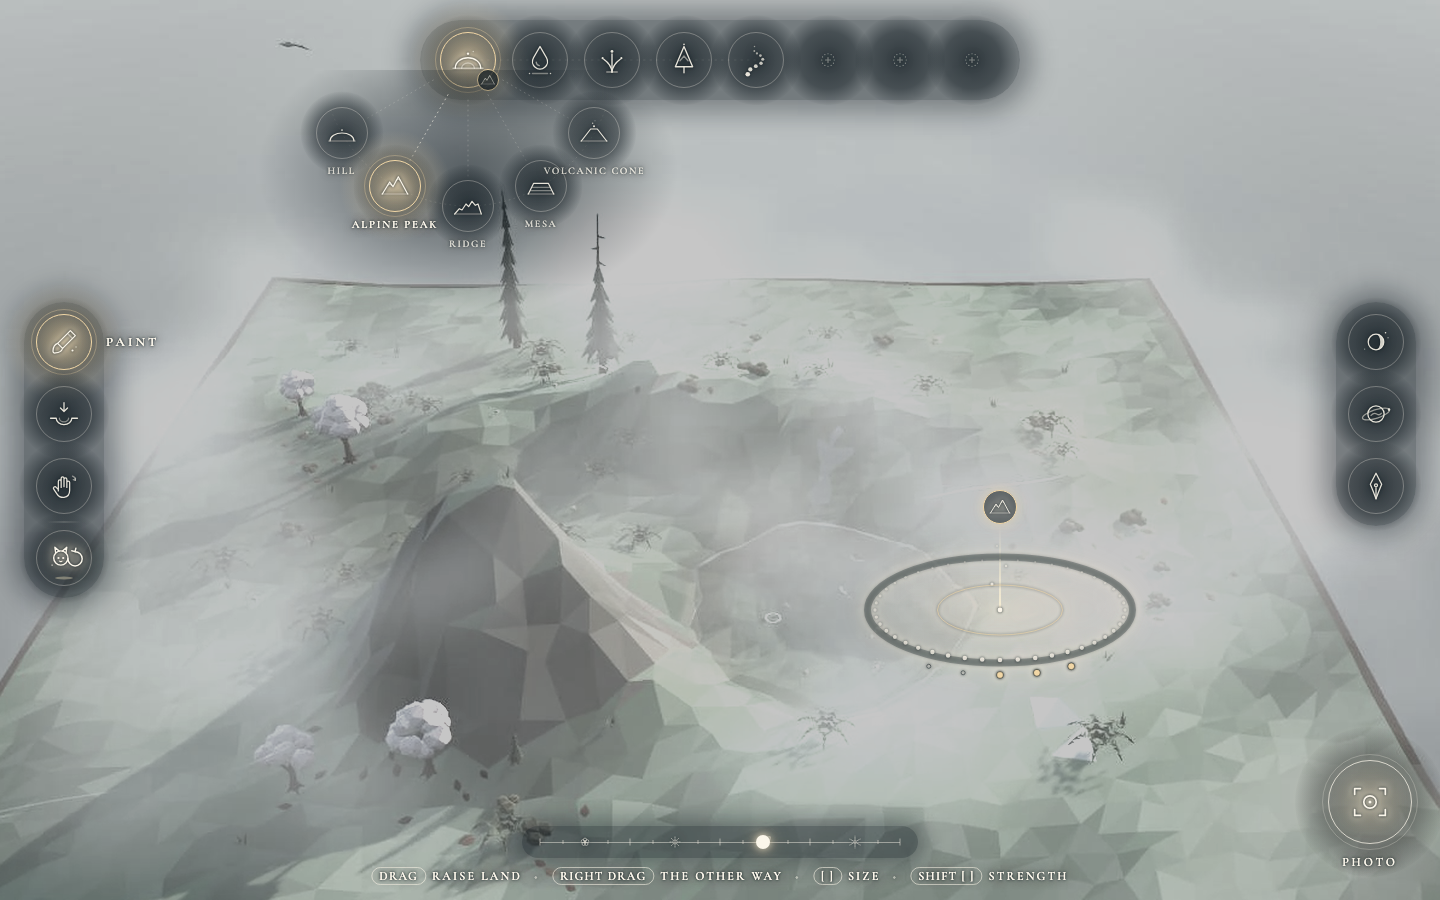 HILL
VOLCANIC CONE
ALPINE PEAK
MESA
RIDGE
PAINT
PHOTO
DRAG RAISE LAND • RIGHT DRAG THE OTHER WAY • [ ] SIZE • SHIFT [ ] STRENGTH